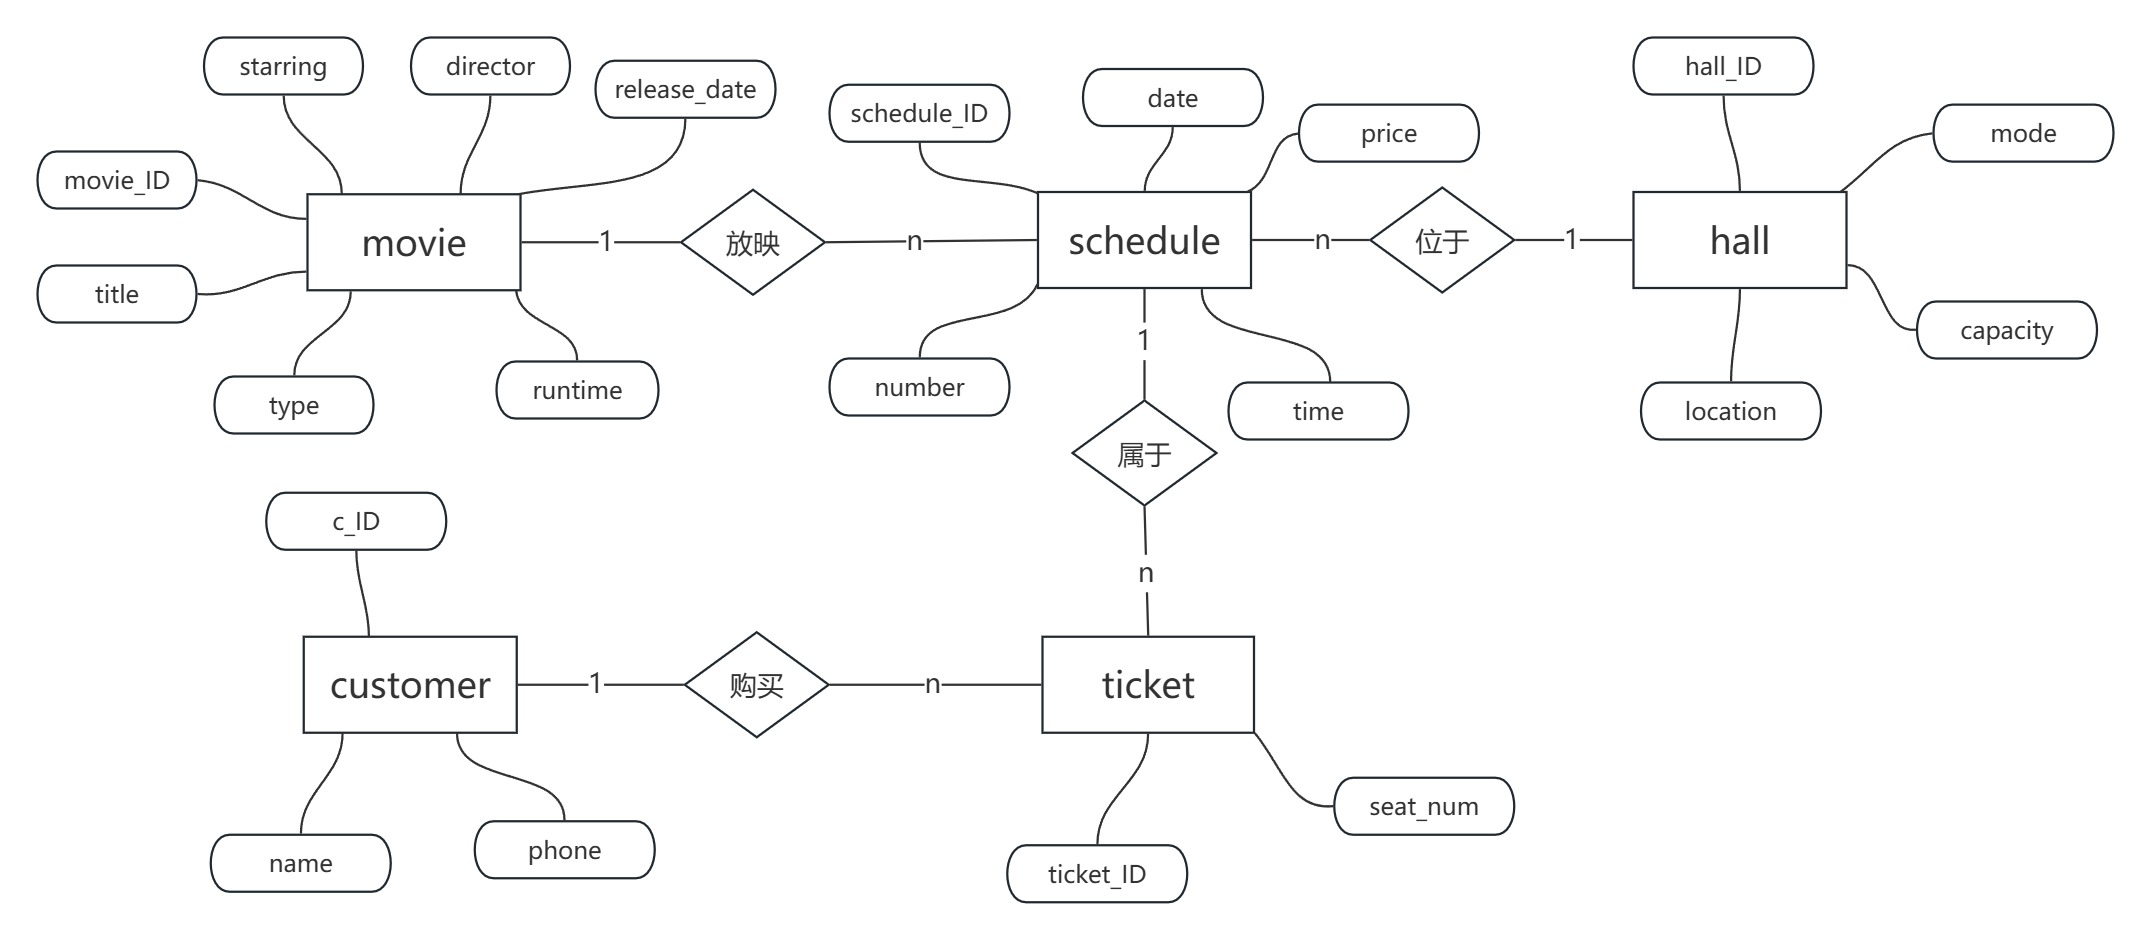 starring
director
release_date
schedule_ID
date
price
hall_ID
mode
movie_ID
movie
1
放映
n
schedule
n
位于
1
hall
title
type
runtime
number
1
time
capacity
location
属于
c_ID
n
customer
1
购买
n
ticket
name
phone
ticket_ID
seat_num